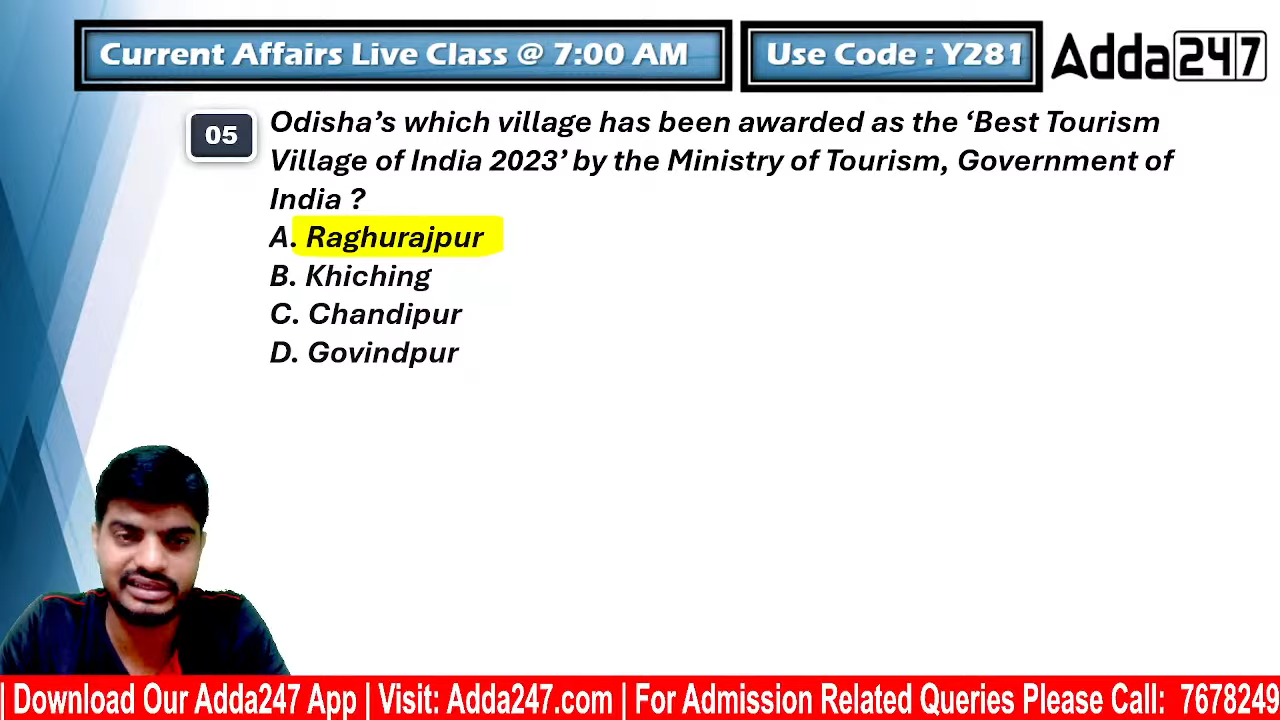 Current Affairs Live Class @ 7:00 AM
Use Code : Y281
Adda247
05
Odisha’s which village has been awarded as the ‘Best Tourism
Village of India 2023’ by the Ministry of Tourism, Government of
India ?
A. Raghurajpur
B. Khiching
C. Chandipur
D. Govindpur
| Download Our Adda247 App | Visit: Adda247.com | For Admission Related Queries Please Call: 7678249